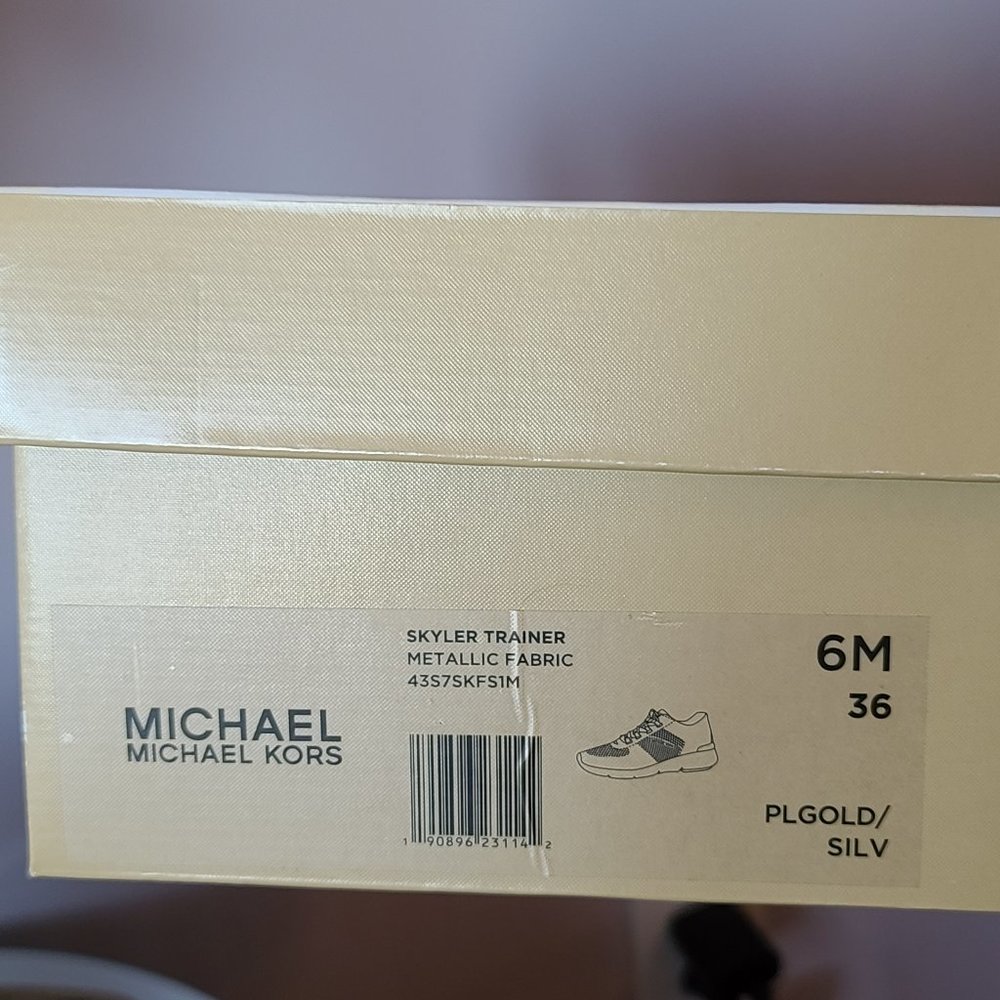 SKYLER TRAINER
METALLIC FABRIC
43S7SKFS1M
MICHAEL
MICHAEL KORS
1 90896 23114 2
6M
36
PLGOLD/
SILV